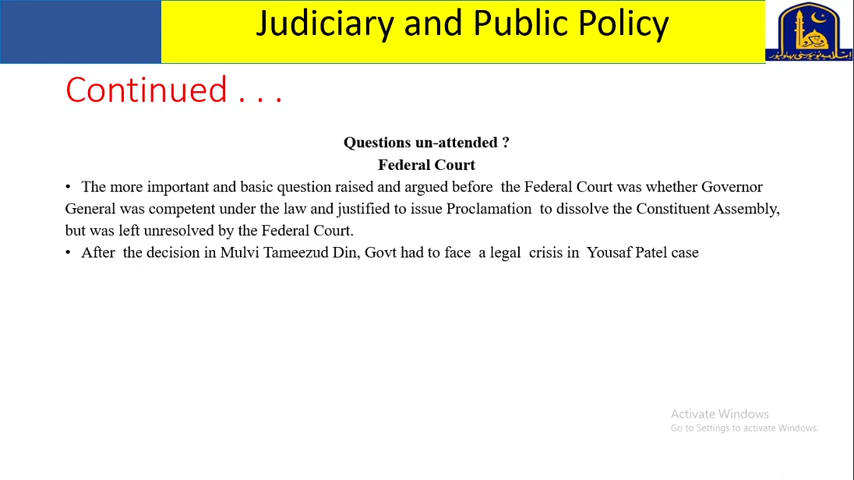 Judiciary and Public Policy
Continued . . .
Questions un-attended ?
Federal Court
• The more important and basic question raised and argued before the Federal Court was whether Governor
General was competent under the law and justified to issue Proclamation to dissolve the Constituent Assembly,
but was left unresolved by the Federal Court.
• After the decision in Mulvi Tameezud Din, Govt had to face a legal crisis in Yousaf Patel case
Activate Windows
Go to Settings to activate Windows.